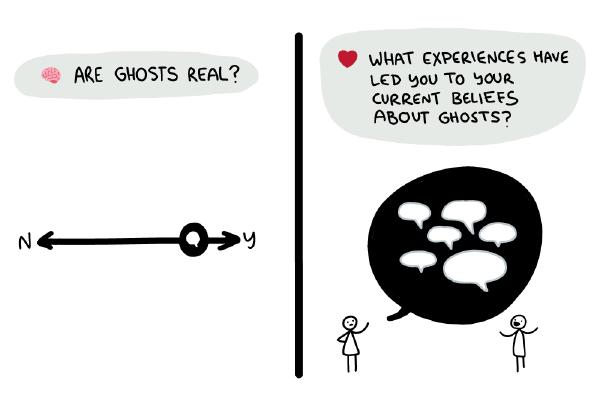 ARE GHOSTS REAL?
N
Y
WHAT EXPERIENCES HAVE
LED YOU TO YOUR
CURRENT BELIEFS
ABOUT GHOSTS?